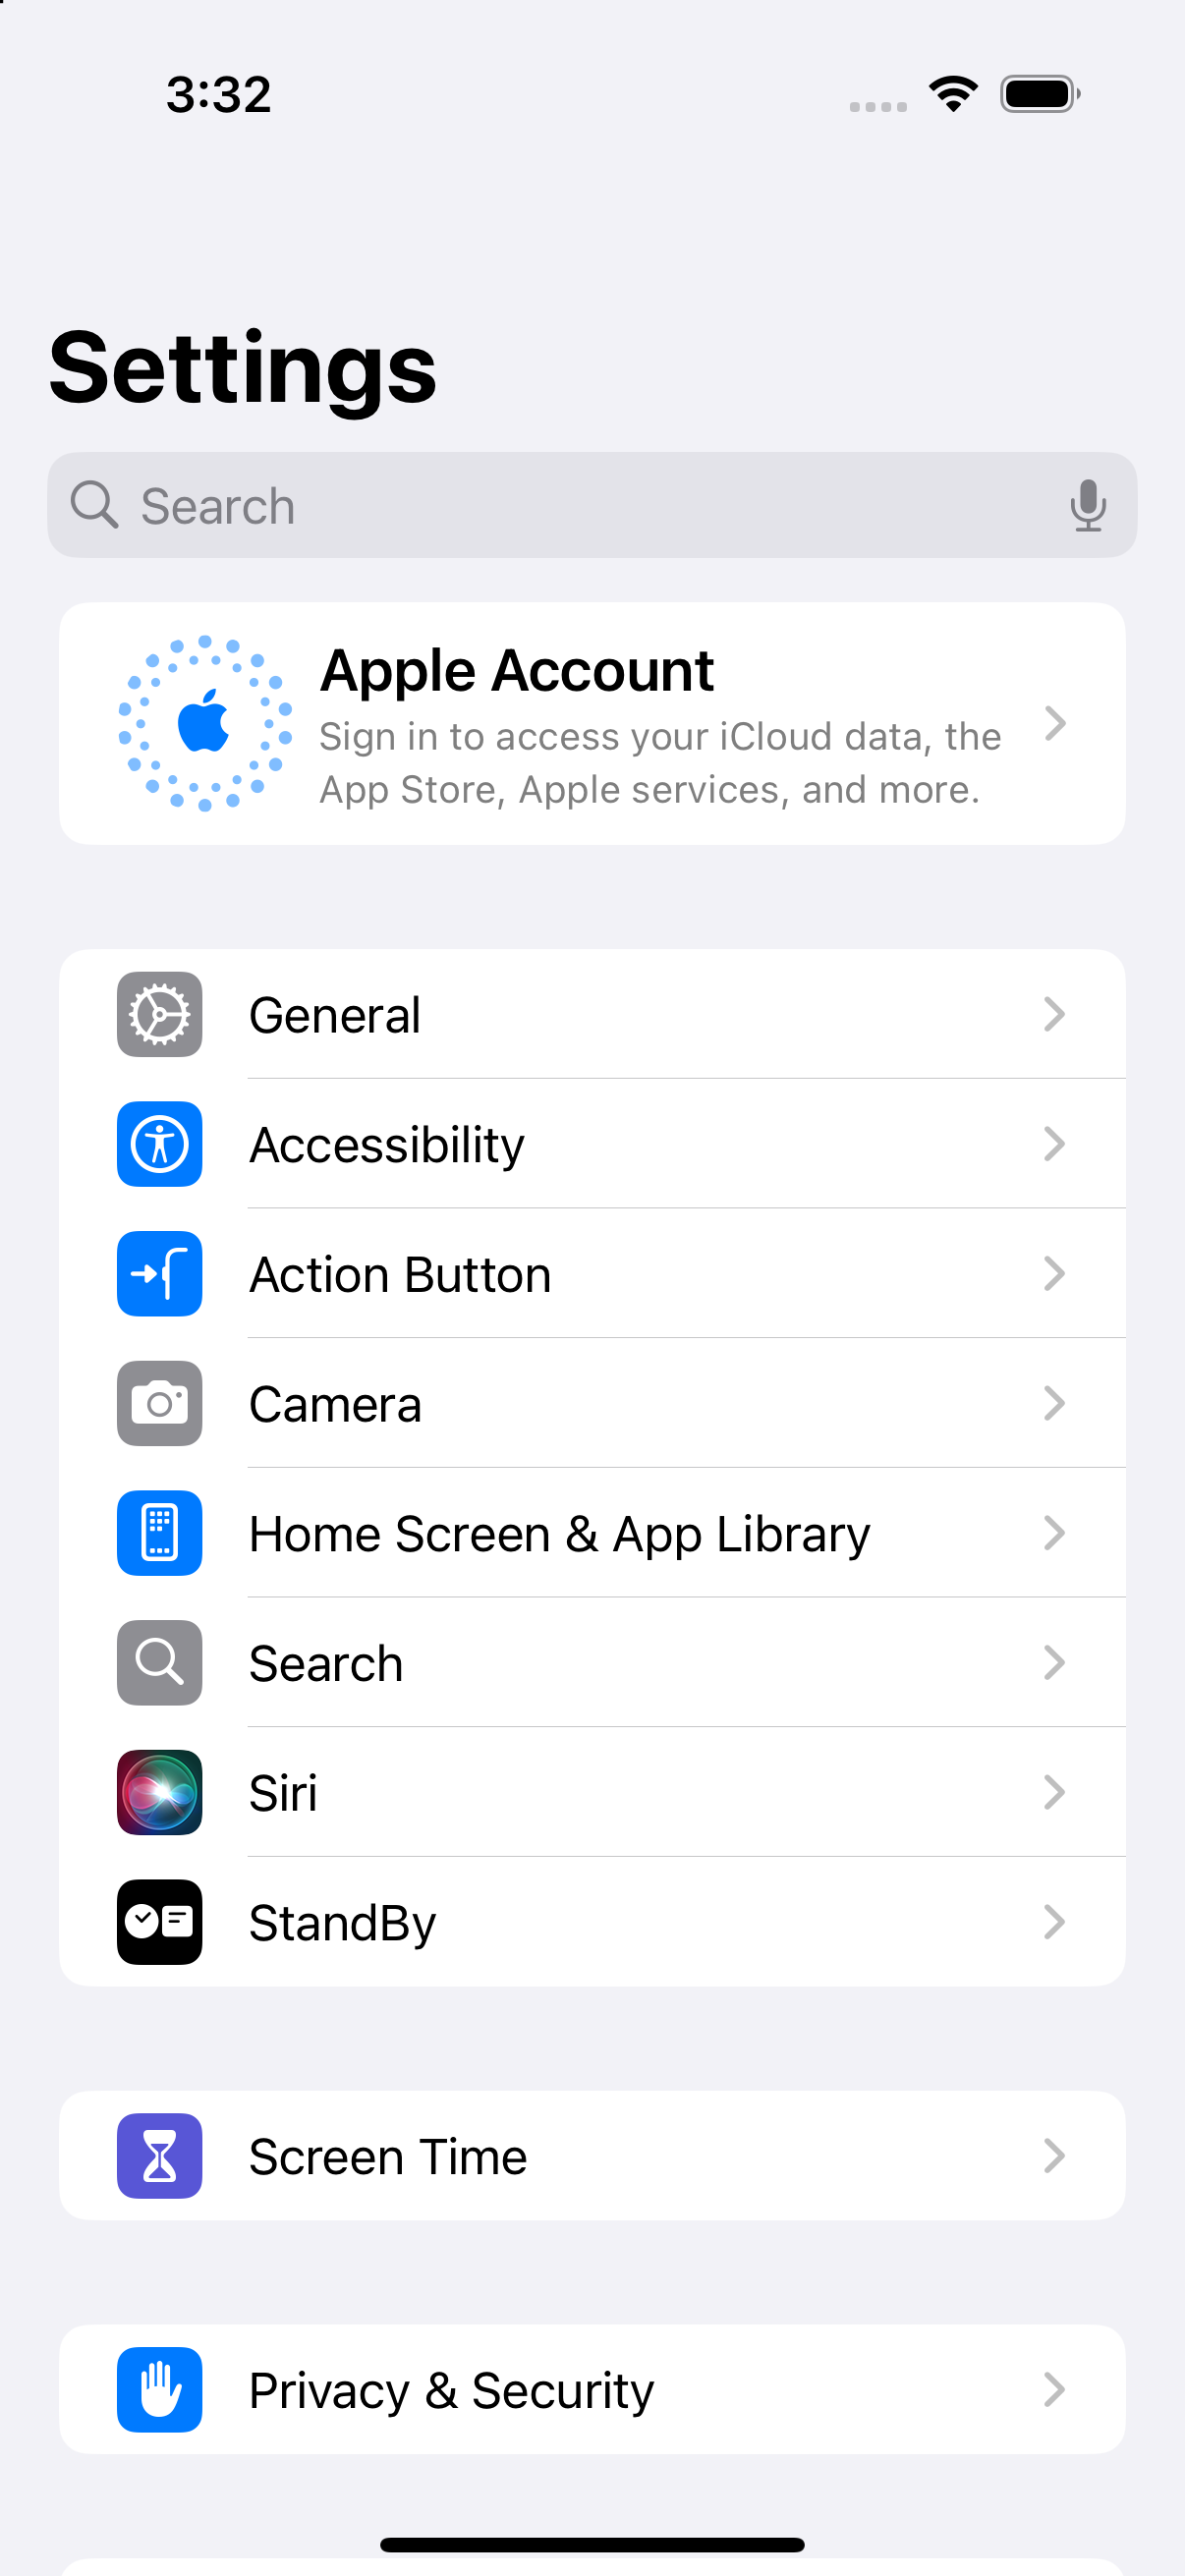 3:32
Settings
Search
Apple Account
Sign in to access your iCloud data, the
App Store, Apple services, and more.
General
Accessibility
Action Button
Camera
Home Screen & App Library
Search
Siri
StandBy
Screen Time
Privacy & Security